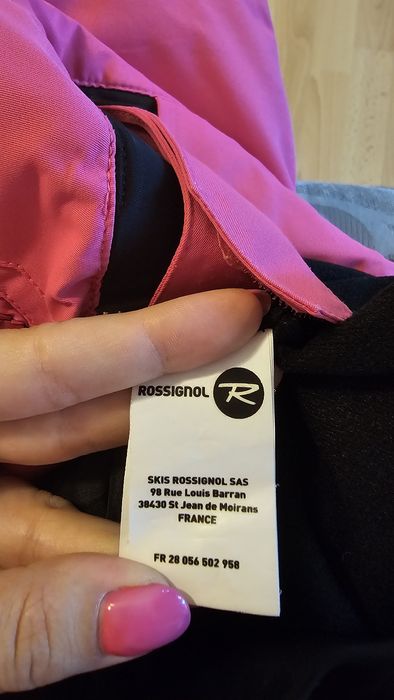 ROSSIGNOL R
SKIS ROSSIGNOL SAS
98 Rue Louis Barran
38430 St Jean de Moirans
FRANCE
FR 28 056 502 958